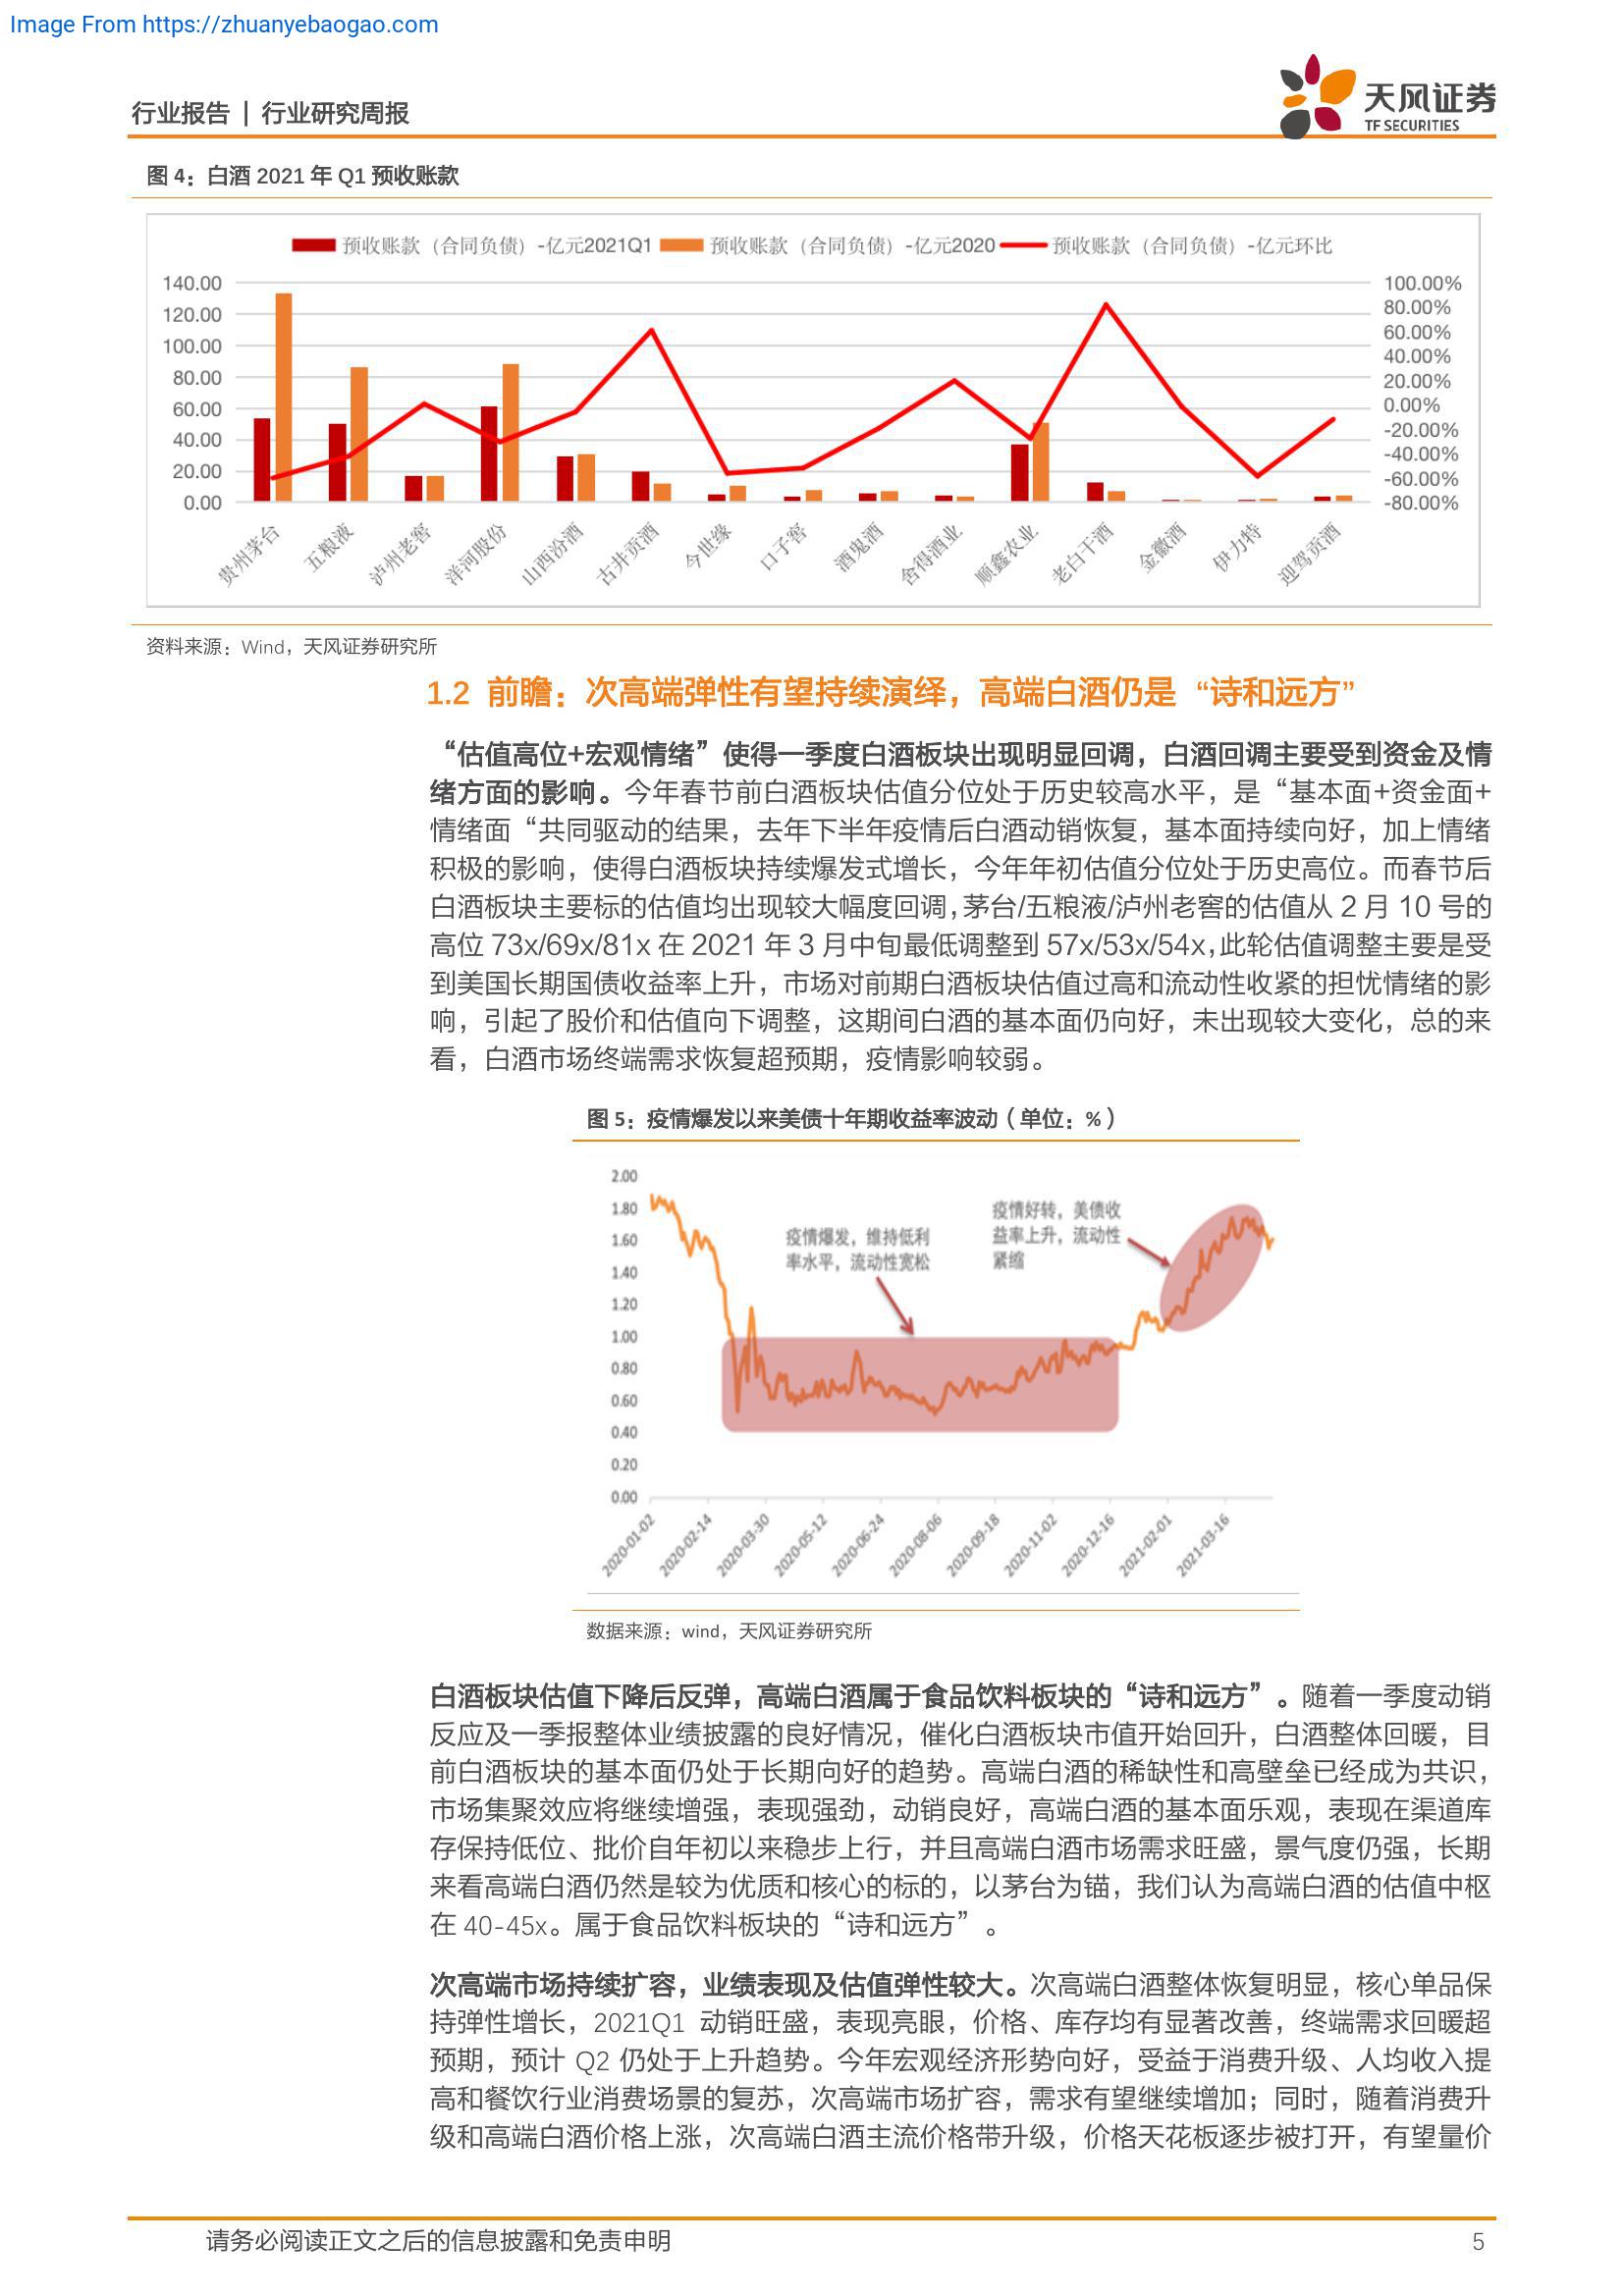 Image From https://zhuanyebaogao.com
行业报告 | 行业研究周报
天风证券
TF SECURITIES
图 4：白酒 2021 年 Q1 预收账款
预收账款（合同负债）-亿元2021Q1 预收账款（合同负债）-亿元2020 预收账款（合同负债）-亿元环比
140.00 100.00%
120.00 80.00%
100.00 60.00%
80.00 40.00%
60.00 20.00%
40.00 0.00%
20.00 -20.00%
0.00 -40.00%
-60.00%
-80.00%
贵州茅台 五粮液 泸州老窖 洋河股份 山西汾酒 古井贡酒 今世缘 口子窖 酒鬼酒 舍得酒业 顺鑫农业 老白干酒 金徽酒 伊力特 迎驾贡酒
资料来源：Wind，天风证券研究所
1.2 前瞻：次高端弹性有望持续演绎，高端白酒仍是 “诗和远方”
“估值高位+宏观情绪”使得一季度白酒板块出现明显回调，白酒回调主要受到资金及情
绪方面的影响。今年春节前白酒板块估值分位处于历史较高水平，是“基本面+资金面+
情绪面“共同驱动的结果，去年下半年疫情后白酒动销恢复，基本面持续向好，加上情绪
积极的影响，使得白酒板块持续爆发式增长，今年年初估值分位处于历史高位。而春节后
白酒板块主要标的估值均出现较大幅度回调，茅台/五粮液/泸州老窖的估值从 2 月 10 号的
高位 73x/69x/81x 在 2021 年 3 月中旬最低调整到 57x/53x/54x，此轮估值调整主要是受
到美国长期国债收益率上升，市场对前期白酒板块估值过高和流动性收紧的担忧情绪的影
响，引起了股价和估值向下调整，这期间白酒的基本面仍向好，未出现较大变化，总的来
看，白酒市场终端需求恢复超预期，疫情影响较弱。
图 5：疫情爆发以来美债十年期收益率波动（单位：%）
2.00
1.80
1.60
1.40
1.20
1.00
0.80
0.60
0.40
0.20
0.00
疫情爆发，维持低利
率水平，流动性宽松
疫情好转，美债收
益率上升，流动性
紧缩
2020-01-02 2020-02-14 2020-03-30 2020-05-12 2020-06-24 2020-08-06 2020-09-18 2020-11-02 2020-12-16 2021-02-01 2021-03-16
数据来源：wind，天风证券研究所
白酒板块估值下降后反弹，高端白酒属于食品饮料板块的“诗和远方”。随着一季度动销
反应及一季报整体业绩披露的良好情况，催化白酒板块市值开始回升，白酒整体回暖，目
前白酒板块的基本面仍处于长期向好的趋势。高端白酒的稀缺性和高壁垒已经成为共识，
市场集聚效应将继续增强，表现强劲，动销良好，高端白酒的基本面乐观，表现在渠道库
存保持低位、批价自年初以来稳步上行，并且高端白酒市场需求旺盛，景气度仍强，长期
来看高端白酒仍然是较为优质和核心的标的，以茅台为锚，我们认为高端白酒的估值中枢
在 40-45x。属于食品饮料板块的“诗和远方”。
次高端市场持续扩容，业绩表现及估值弹性较大。次高端白酒整体恢复明显，核心单品保
持弹性增长，2021Q1 动销旺盛，表现亮眼，价格、库存均有显著改善，终端需求回暖超
预期，预计 Q2 仍处于上升趋势。今年宏观经济形势向好，受益于消费升级、人均收入提
高和餐饮行业消费场景的复苏，次高端市场扩容，需求有望继续增加；同时，随着消费升
级和高端白酒价格上涨，次高端白酒主流价格带升级，价格天花板逐步被打开，有望量价
请务必阅读正文之后的信息披露和免责申明 5